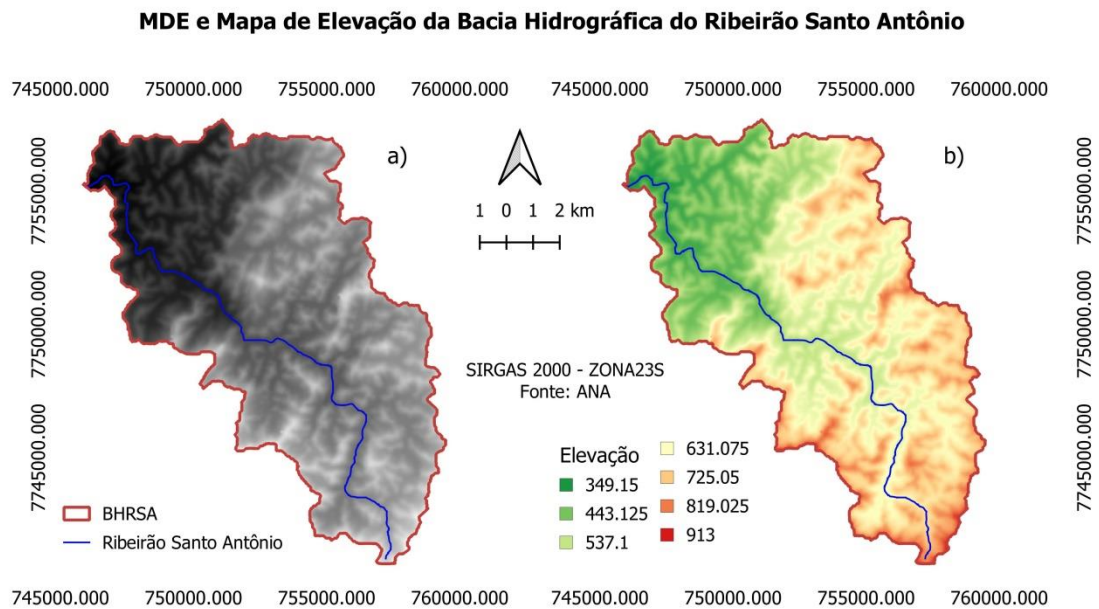 MDE e Mapa de Elevação da Bacia Hidrográfica do Ribeirão Santo Antônio
745000.000 750000.000 755000.000 760000.000 745000.000 750000.000 755000.000 760000.000
a)
b)
7755000.000
7750000.000
7745000.000
1 0 1 2 km
SIRGAS 2000 - ZONA23S
Fonte: ANA
Elevação
349.15
443.125
537.1
631.075
725.05
819.025
913
BHRSA
Ribeirão Santo Antônio
7755000.000
7750000.000
7745000.000
745000.000 750000.000 755000.000 760000.000 745000.000 750000.000 755000.000 760000.000